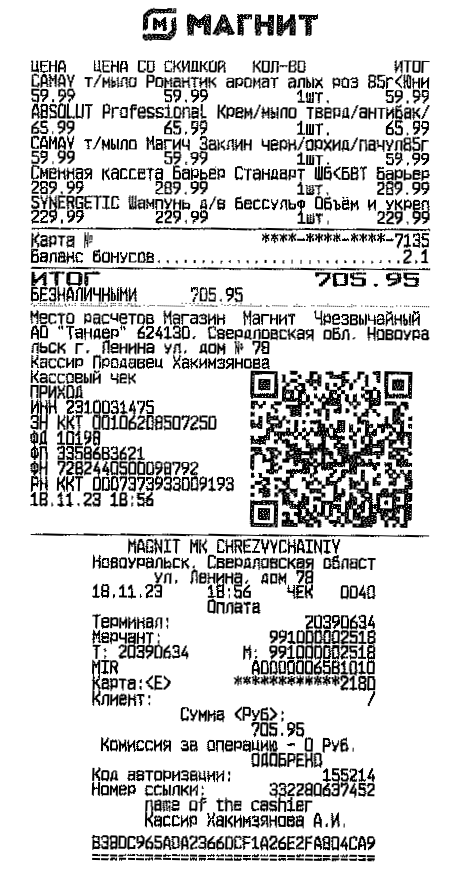 МАГНИТ
ЦЕНА ЦЕНА СО СКИДКОЙ КОЛ-ВО ИТОГ
CAMAY т/мыло Романтик аромат алых роз 85г<Юни
59.99 59.99 1шт. 59.99
ABSOLUT Professional Крем/мыло тверд/антибак/
65.99 65.99 1шт. 65.99
CAMAY т/мыло Магич Заклин черн/орхид/пачул85г
59.99 59.99 1шт. 59.99
Сменная кассета Барьер Стандарт Ш6<БВТ Барьер
289.99 289.99 1шт. 289.99
SYNERGETIC Шампунь д/в бессульф Объём и укреп
229.99 229.99 1шт. 229.99
Карта № ****-****-****-7135
Баланс бонусов............................2.1
ИТОГ 705.95
БЕЗНАЛИЧНЫМИ 705.95
Место расчетов Магазин Магнит Чрезвычайный
АО "Тандер" 624130, Свердловская обл, Новоура
льск г, Ленина ул, дом № 79
Кассир Продавец Хакимзянова
Кассовый чек
ПРИХОД
ИНН 2310031475
ЗН ККТ 00106208507250
ФД 10198
ФП 3358683621
ФН 7282440500098792
РН ККТ 0007373933009193
18.11.23 18:56
MAGNIT MK CHREZVYCHAINIY
Новоуральск, Свердловская област
ул. Ленина, дом 79
18.11.23 18:56 ЧЕК 0040
Оплата
Терминал: 20390634
Мерчант: 991000002518
Т: 20390634 М: 991000002518
MIR A0000006581010
Карта:<E> ************2180
Клиент: /
Сумма <Руб>:
705.95
Комиссия за операцию - 0 Руб.
ОДОБРЕНО
Код авторизации: 155214
Номер ссылки: 332280637452
name of the cashier
Кассир Хакимзянова А.И.
B3BDC965ADA2366DCF1A26E2FAB04CA9
================================